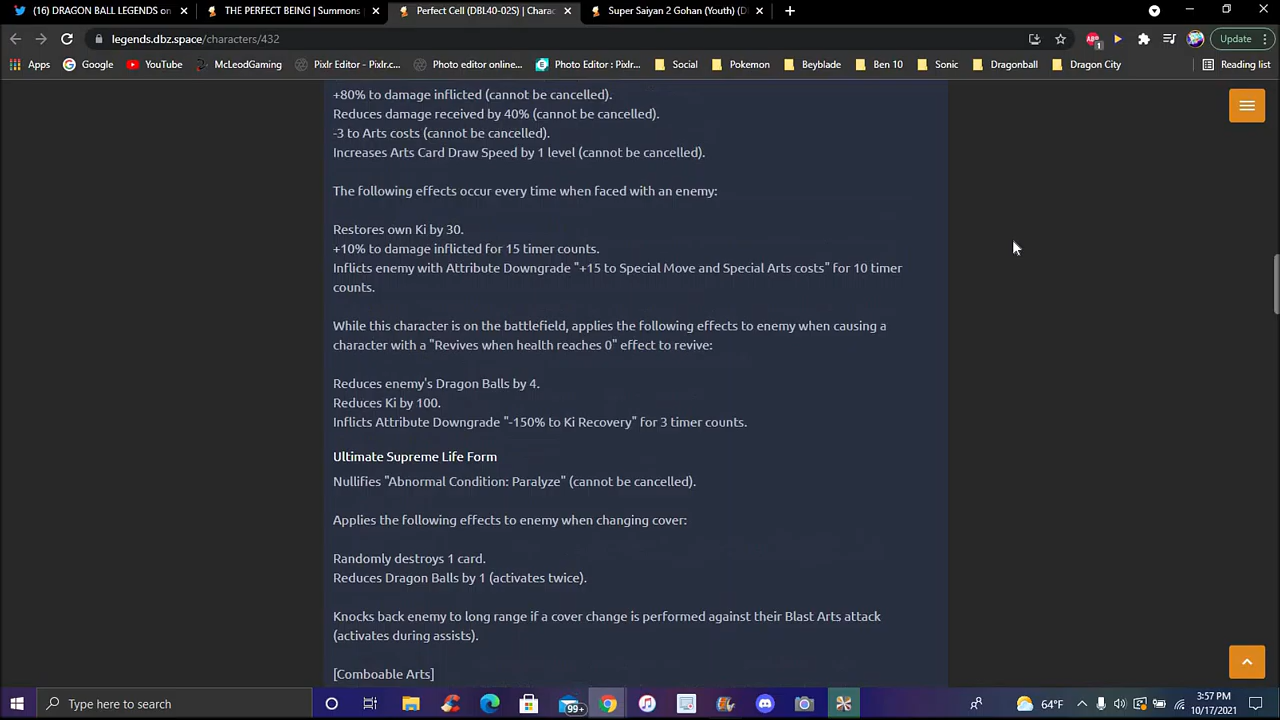 (16) DRAGON BALL LEGENDS on
THE PERFECT BEING | Summons
Perfect Cell (DBL40-02S) | Charac
Super Saiyan 2 Gohan (Youth) (D
legends.dbz.space/characters/432
ABP
1
Update
Apps
Google
YouTube
McLeodGaming
Pixlr Editor - Pixlr.c...
Photo editor online...
Photo Editor : Pixlr...
Social
Pokemon
Beyblade
Ben 10
Sonic
Dragonball
Dragon City
Reading list
+80% to damage inflicted (cannot be cancelled).
Reduces damage received by 40% (cannot be cancelled).
-3 to Arts costs (cannot be cancelled).
Increases Arts Card Draw Speed by 1 level (cannot be cancelled).
The following effects occur every time when faced with an enemy:
Restores own Ki by 30.
+10% to damage inflicted for 15 timer counts.
Inflicts enemy with Attribute Downgrade "+15 to Special Move and Special Arts costs" for 10 timer
counts.
While this character is on the battlefield, applies the following effects to enemy when causing a
character with a "Revives when health reaches 0" effect to revive:
Reduces enemy's Dragon Balls by 4.
Reduces Ki by 100.
Inflicts Attribute Downgrade "-150% to Ki Recovery" for 3 timer counts.
Ultimate Supreme Life Form
Nullifies "Abnormal Condition: Paralyze" (cannot be cancelled).
Applies the following effects to enemy when changing cover:
Randomly destroys 1 card.
Reduces Dragon Balls by 1 (activates twice).
Knocks back enemy to long range if a cover change is performed against their Blast Arts attack
(activates during assists).
[Comboable Arts]
Type here to search
99+
64°F
3:57 PM
10/17/2021